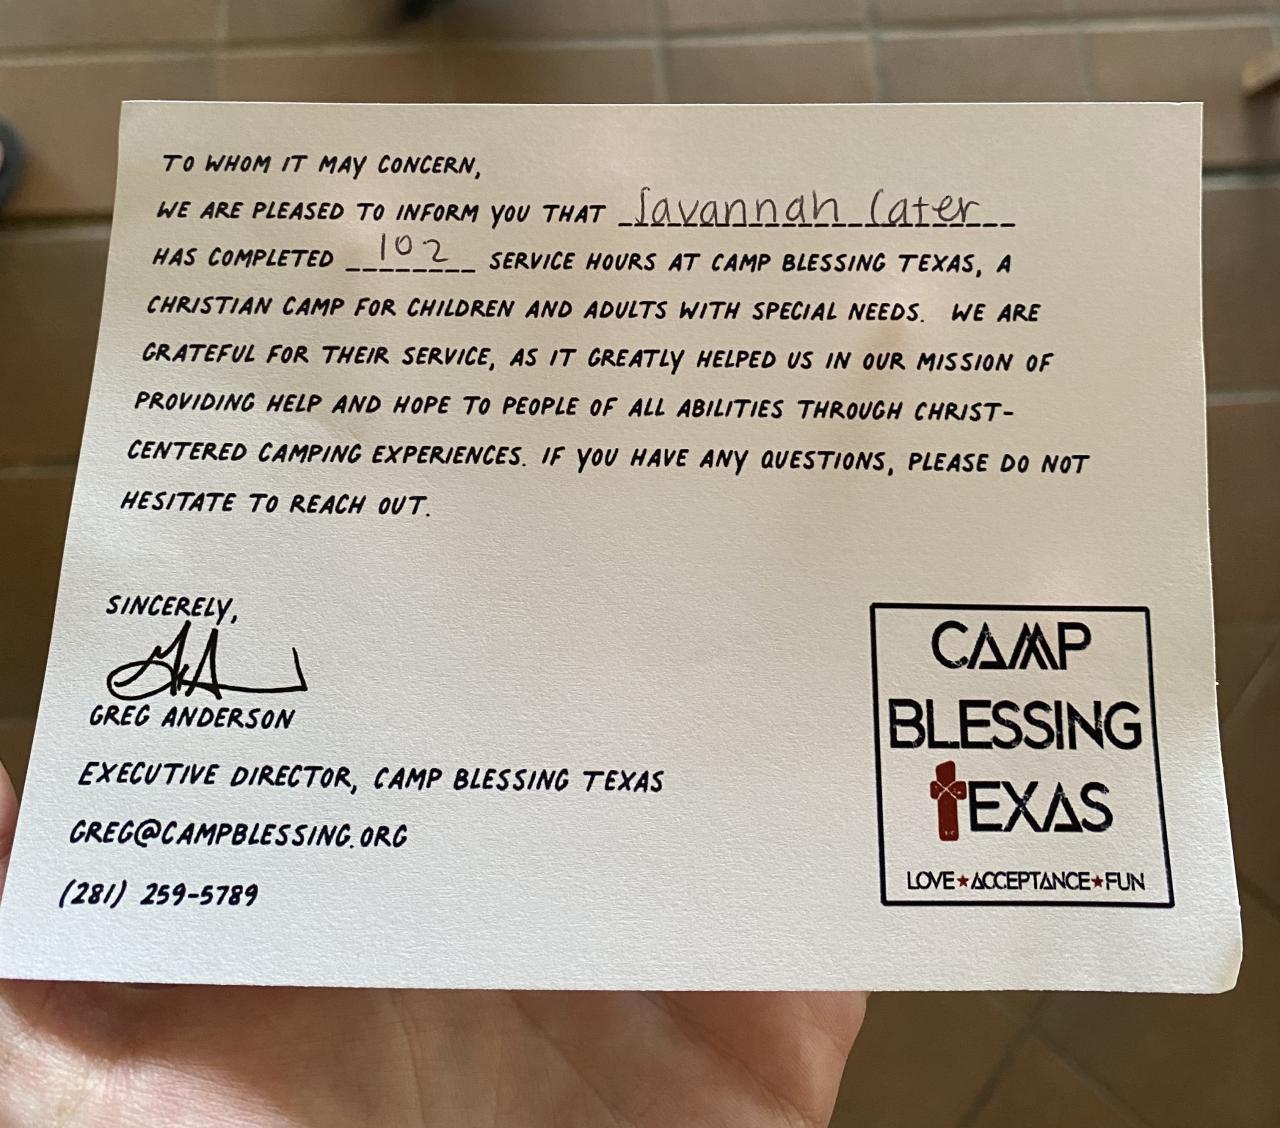 TO WHOM IT MAY CONCERN,
WE ARE PLEASED TO INFORM YOU THAT Savannah Cater
HAS COMPLETED 102 SERVICE HOURS AT CAMP BLESSING TEXAS, A
CHRISTIAN CAMP FOR CHILDREN AND ADULTS WITH SPECIAL NEEDS. WE ARE
GRATEFUL FOR THEIR SERVICE, AS IT GREATLY HELPED US IN OUR MISSION OF
PROVIDING HELP AND HOPE TO PEOPLE OF ALL ABILITIES THROUGH CHRIST-
CENTERED CAMPING EXPERIENCES. IF YOU HAVE ANY QUESTIONS, PLEASE DO NOT
HESITATE TO REACH OUT.
SINCERELY,
GREG ANDERSON
EXECUTIVE DIRECTOR, CAMP BLESSING TEXAS
GREG@CAMPBLESSING.ORG
(281) 259-5789
CAMP
BLESSING
TEXAS
LOVE★ACCEPTANCE★FUN